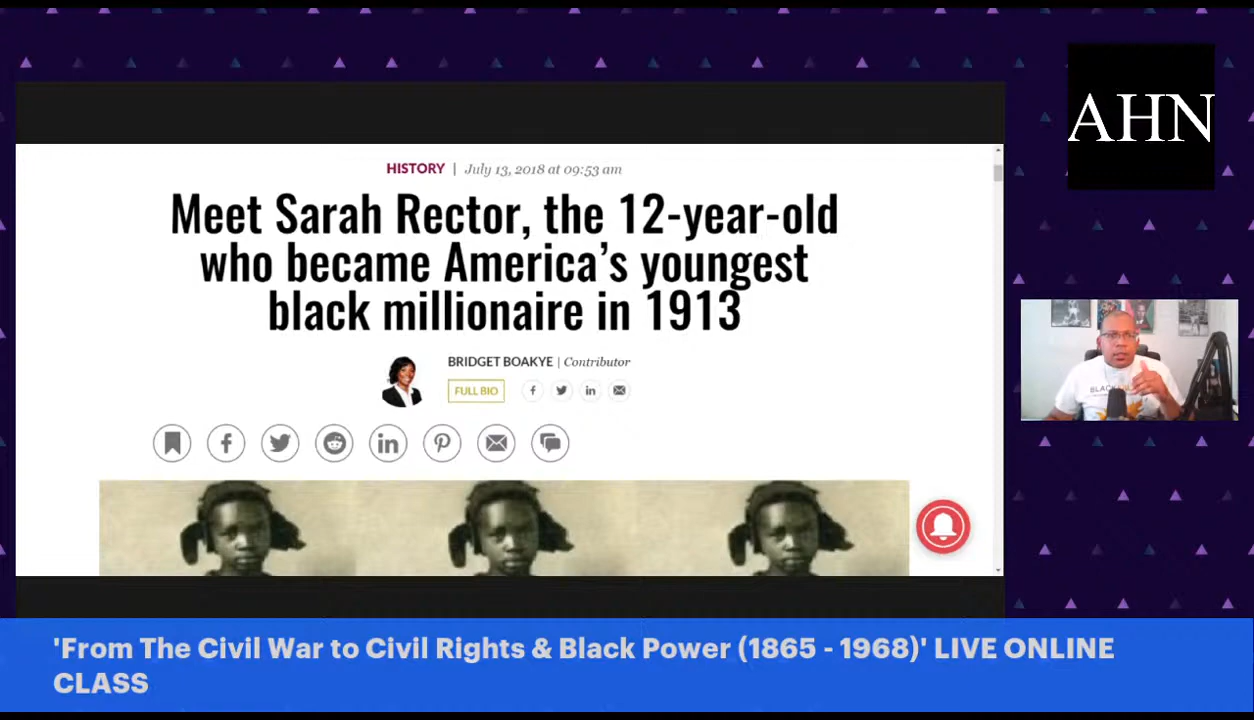 AHN
HISTORY | July 13, 2018 at 09:53 am
Meet Sarah Rector, the 12-year-old
who became America's youngest
black millionaire in 1913
BRIDGET BOAKYE | Contributor
FULL BIO
BLACK
'From The Civil War to Civil Rights & Black Power (1865 - 1968)' LIVE ONLINE
CLASS